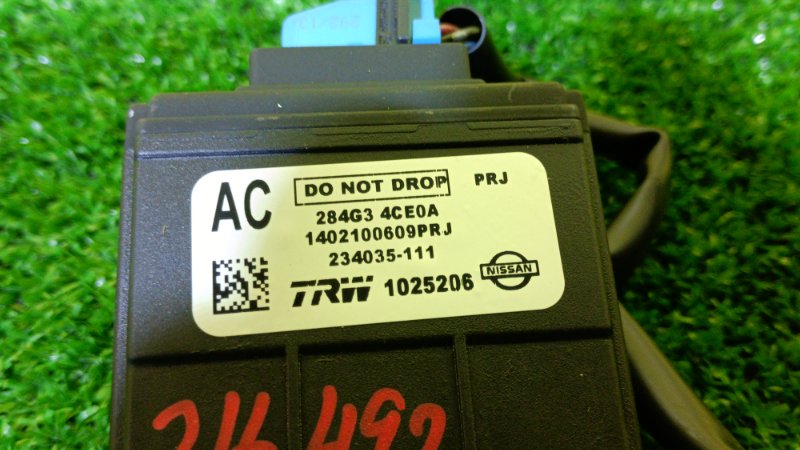 AC DO NOT DROP PRJ
284G3 4CE0A
1402100609PRJ
234035-111
TRW 1025206 NISSAN